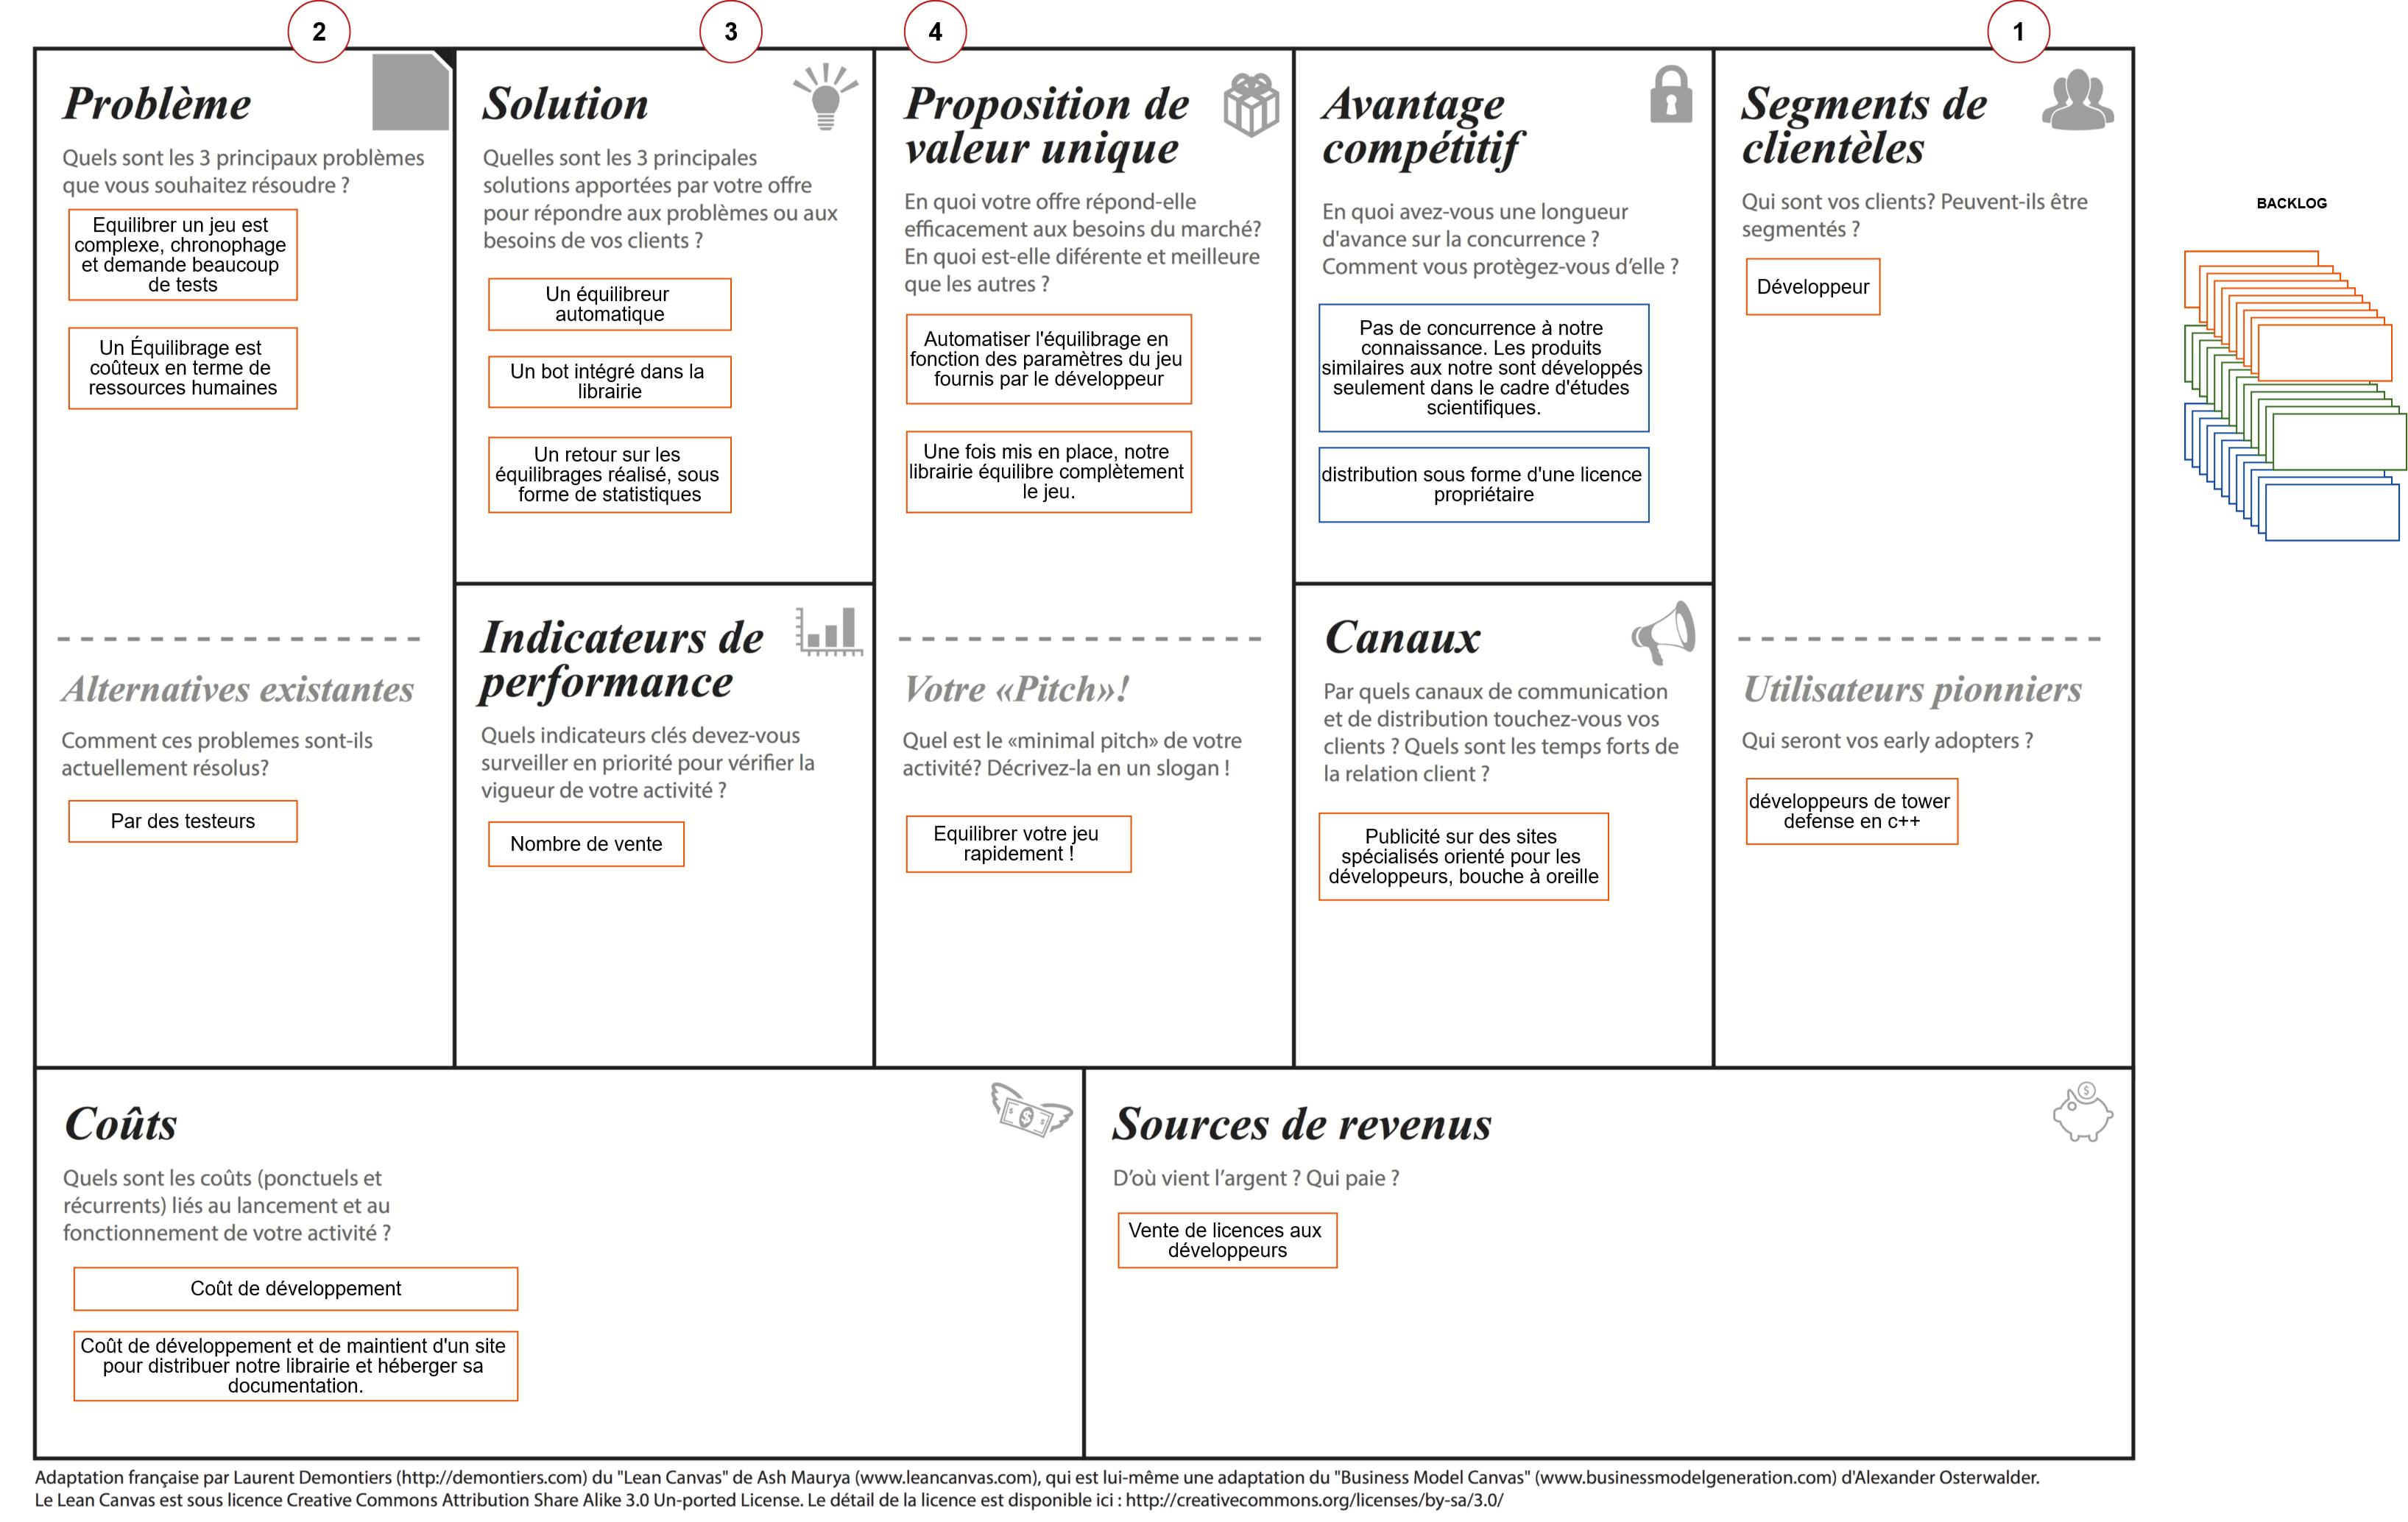 2
3
4
1
Problème
Quels sont les 3 principaux problèmes
que vous souhaitez résoudre ?
Equilibrer un jeu est
complexe, chronophage
et demande beaucoup
de tests
Un Équilibrage est
coûteux en terme de
ressources humaines
Alternatives existantes
Comment ces problemes sont-ils
actuellement résolus?
Par des testeurs
Solution
Quelles sont les 3 principales
solutions apportées par votre offre
pour répondre aux problèmes ou aux
besoins de vos clients ?
Un équilibreur
automatique
Un bot intégré dans la
librairie
Un retour sur les
équilibrages réalisé, sous
forme de statistiques
Indicateurs de
performance
Quels indicateurs clés devez-vous
surveiller en priorité pour vérifier la
vigueur de votre activité ?
Nombre de vente
Proposition de
valeur unique
En quoi votre offre répond-elle
efficacement aux besoins du marché?
En quoi est-elle diférente et meilleure
que les autres ?
Automatiser l'équilibrage en
fonction des paramètres du jeu
fournis par le développeur
Une fois mis en place, notre
librairie équilibre complètement
le jeu.
Votre «Pitch»!
Quel est le «minimal pitch» de votre
activité? Décrivez-la en un slogan !
Equilibrer votre jeu
rapidement !
Avantage
compétitif
En quoi avez-vous une longueur
d'avance sur la concurrence ?
Comment vous protègez-vous d'elle ?
Pas de concurrence à notre
connaissance. Les produits
similaires aux notre sont développés
seulement dans le cadre d'études
scientifiques.
distribution sous forme d'une licence
propriétaire
Canaux
Par quels canaux de communication
et de distribution touchez-vous vos
clients ? Quels sont les temps forts de
la relation client ?
Publicité sur des sites
spécialisés orienté pour les
développeurs, bouche à oreille
Segments de
clientèles
Qui sont vos clients? Peuvent-ils être
segmentés ?
Développeur
Utilisateurs pionniers
Qui seront vos early adopters ?
développeurs de tower
defense en c++
BACKLOG
Coûts
Quels sont les coûts (ponctuels et
récurrents) liés au lancement et au
fonctionnement de votre activité ?
Coût de développement
Coût de développement et de maintient d'un site
pour distribuer notre librairie et héberger sa
documentation.
Sources de revenus
D'où vient l'argent ? Qui paie ?
Vente de licences aux
développeurs
Adaptation française par Laurent Demontiers (http://demontiers.com) du "Lean Canvas" de Ash Maurya (www.leancanvas.com), qui est lui-même une adaptation du "Business Model Canvas" (www.businessmodelgeneration.com) d'Alexander Osterwalder.
Le Lean Canvas est sous licence Creative Commons Attribution Share Alike 3.0 Un-ported License. Le détail de la licence est disponible ici : http://creativecommons.org/licenses/by-sa/3.0/